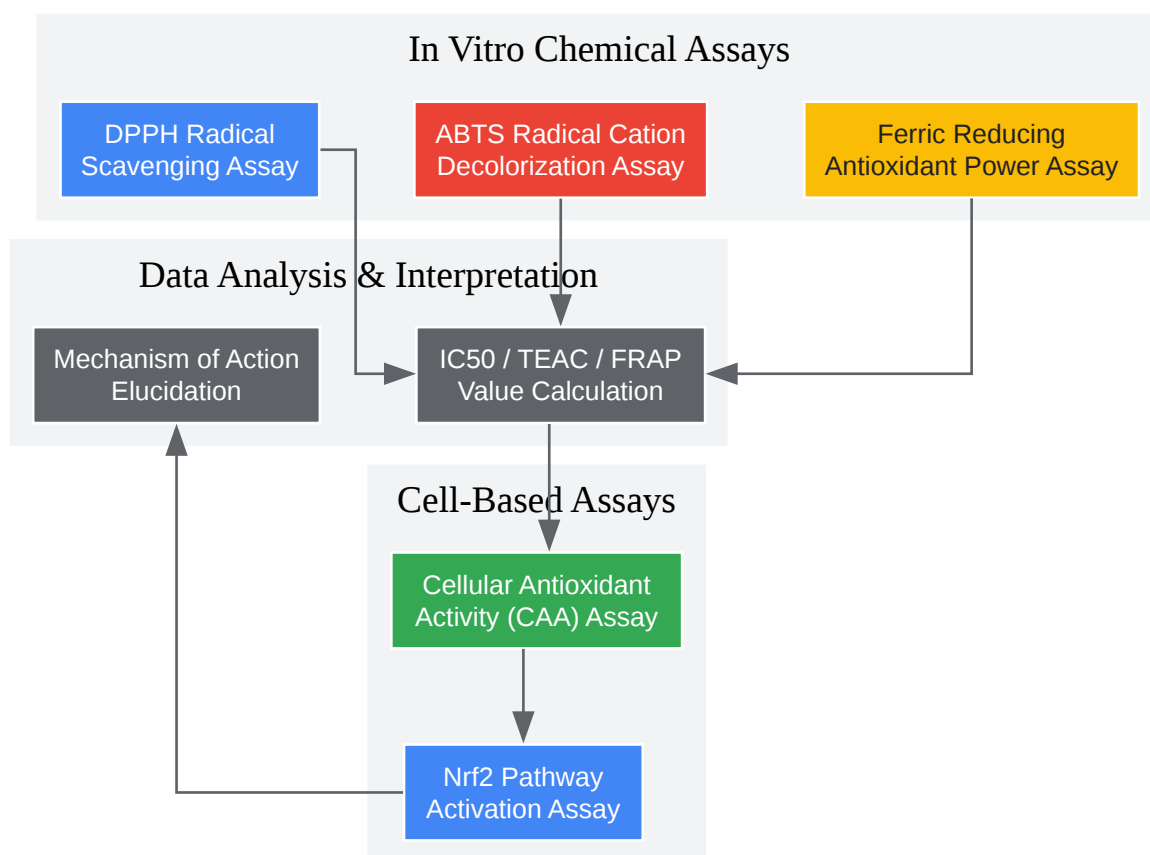 In Vitro Chemical Assays
DPPH Radical
Scavenging Assay
ABTS Radical Cation
Decolorization Assay
Ferric Reducing
Antioxidant Power Assay
Data Analysis & Interpretation
Mechanism of Action
Elucidation
IC50 / TEAC / FRAP
Value Calculation
Cell-Based Assays
Cellular Antioxidant
Activity (CAA) Assay
Nrf2 Pathway
Activation Assay